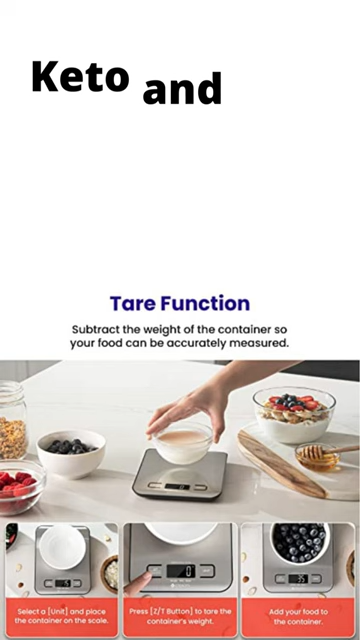 Keto and
Tare Function
Subtract the weight of the container so
your food can be accurately measured.
Select a [Unit] and place
the container on the scale.
Press [Z/T Button] to tare the
container's weight.
Add your food to
the container.